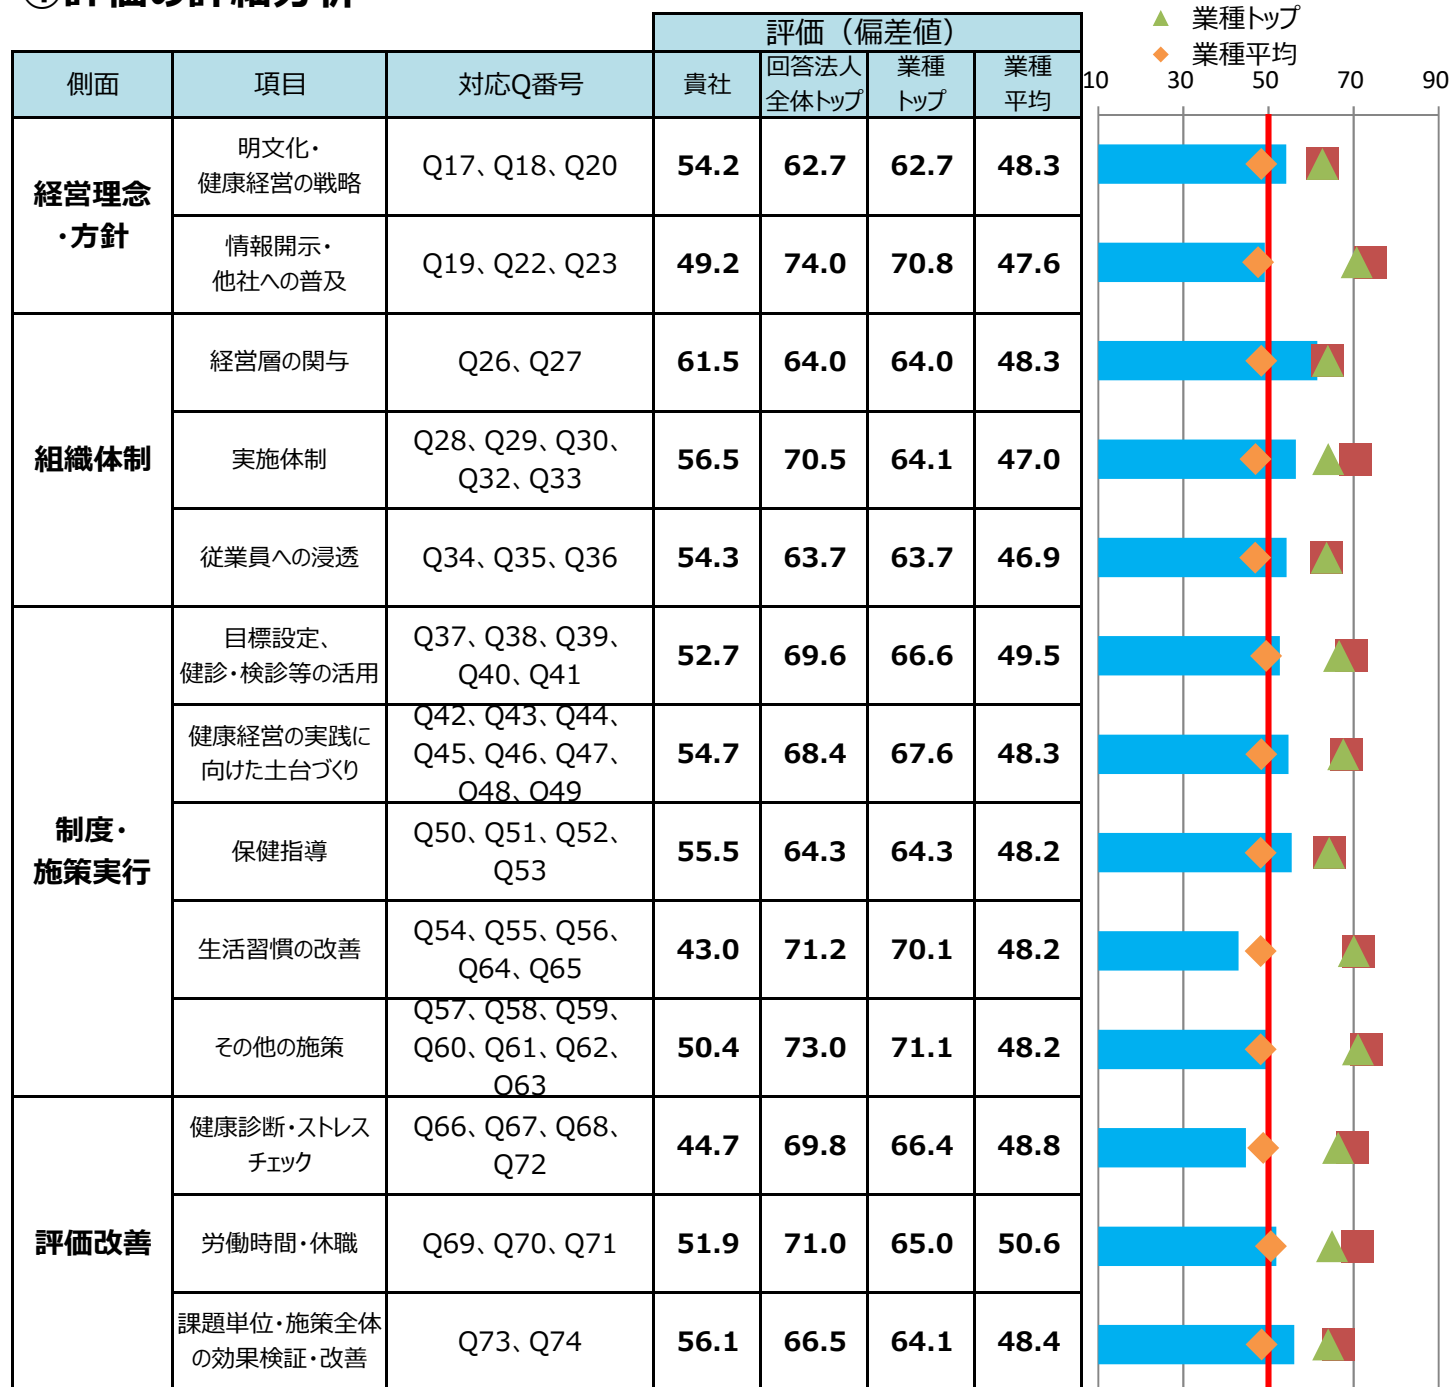 ①評価の詳細分析
▲ 業種トップ
◆ 業種平均
評価（偏差値）
側面 項目 対応Q番号 貴社 回答法人 業種 業種
全体トップ トップ 平均
10 30 50 70 90
経営理念
・方針
明文化・
健康経営の戦略
Q17、Q18、Q20 54.2 62.7 62.7 48.3
情報開示・
他社への普及
Q19、Q22、Q23 49.2 74.0 70.8 47.6
組織体制
経営層の関与 Q26、Q27 61.5 64.0 64.0 48.3
実施体制
Q28、Q29、Q30、
Q32、Q33
56.5 70.5 64.1 47.0
従業員への浸透 Q34、Q35、Q36 54.3 63.7 63.7 46.9
制度・
施策実行
目標設定、
健診・検診等の活用
Q37、Q38、Q39、
Q40、Q41
52.7 69.6 66.6 49.5
健康経営の実践に
向けた土台づくり
Q42、Q43、Q44、
Q45、Q46、Q47、
Q48、Q49
54.7 68.4 67.6 48.3
保健指導
Q50、Q51、Q52、
Q53
55.5 64.3 64.3 48.2
生活習慣の改善
Q54、Q55、Q56、
Q64、Q65
43.0 71.2 70.1 48.2
その他の施策
Q57、Q58、Q59、
Q60、Q61、Q62、
Q63
50.4 73.0 71.1 48.2
評価改善
健康診断・ストレス
チェック
Q66、Q67、Q68、
Q72
44.7 69.8 66.4 48.8
労働時間・休職 Q69、Q70、Q71 51.9 71.0 65.0 50.6
課題単位・施策全体
の効果検証・改善
Q73、Q74 56.1 66.5 64.1 48.4